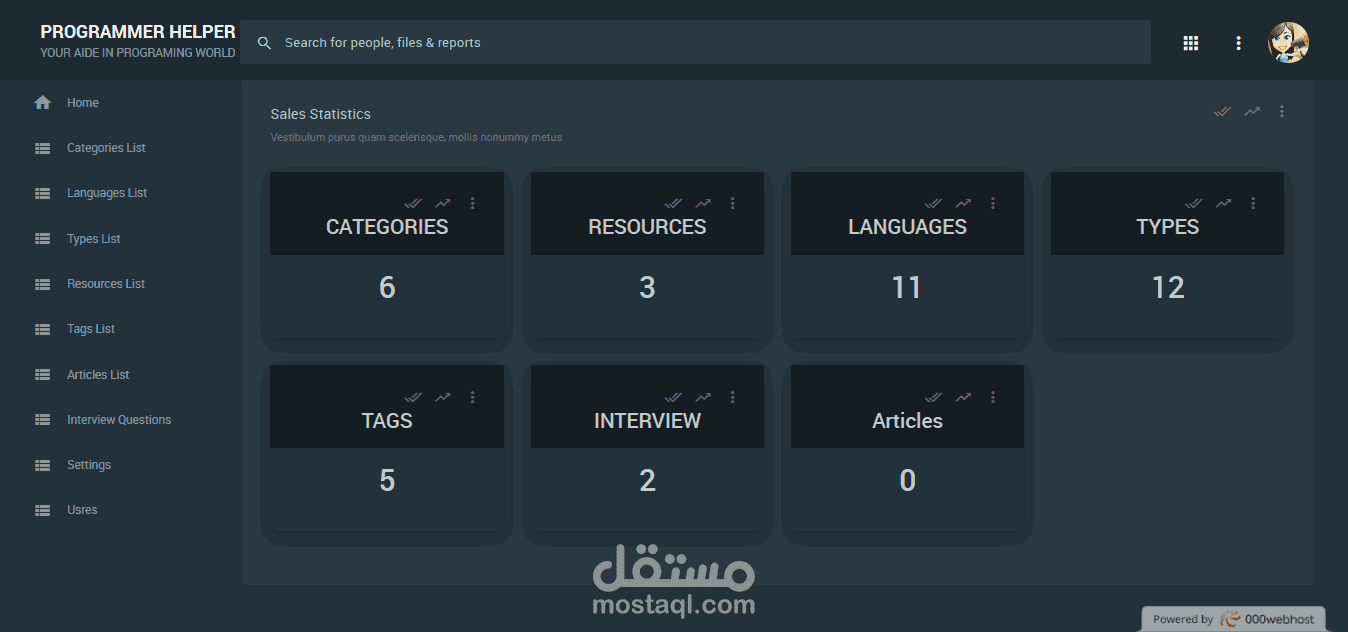 PROGRAMMER HELPER
YOUR AIDE IN PROGRAMING WORLD
Search for people, files & reports
Home
Categories List
Languages List
Types List
Resources List
Tags List
Articles List
Interview Questions
Settings
Usres
Sales Statistics
Vestibulum purus quam scelerisque, mollis nonummy metus
CATEGORIES
6
RESOURCES
3
LANGUAGES
11
TYPES
12
TAGS
5
INTERVIEW
2
Articles
0
مستقل
mostaql.com
Powered by 000webhost